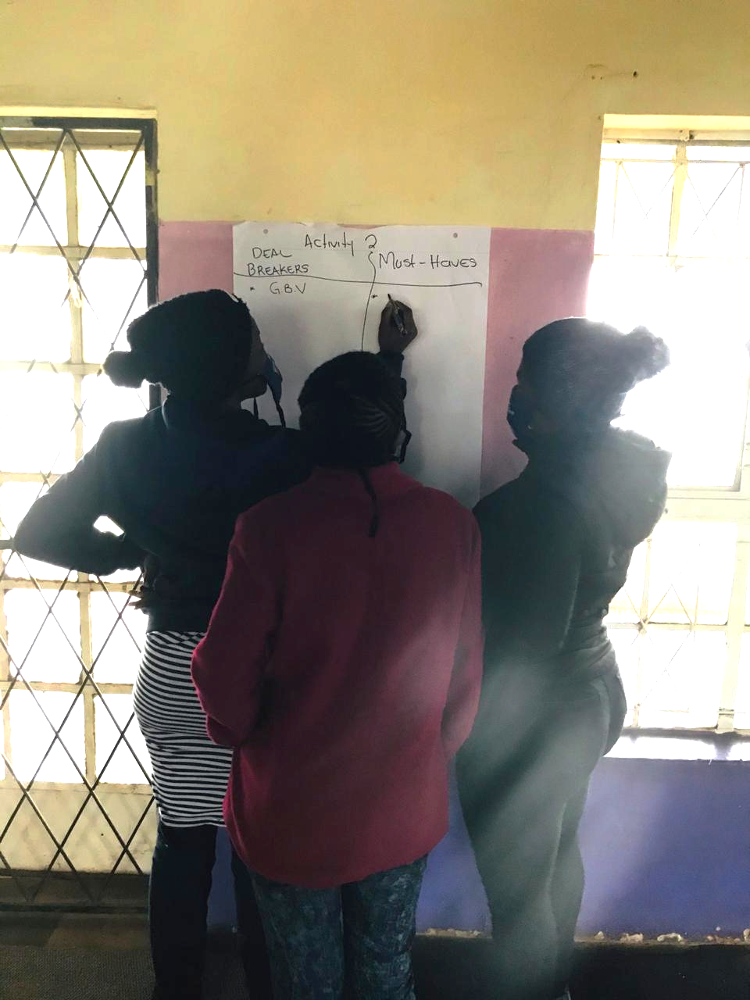 Activity 2
DEAL
BREAKERS
Must-Haves
* G.B.V
*